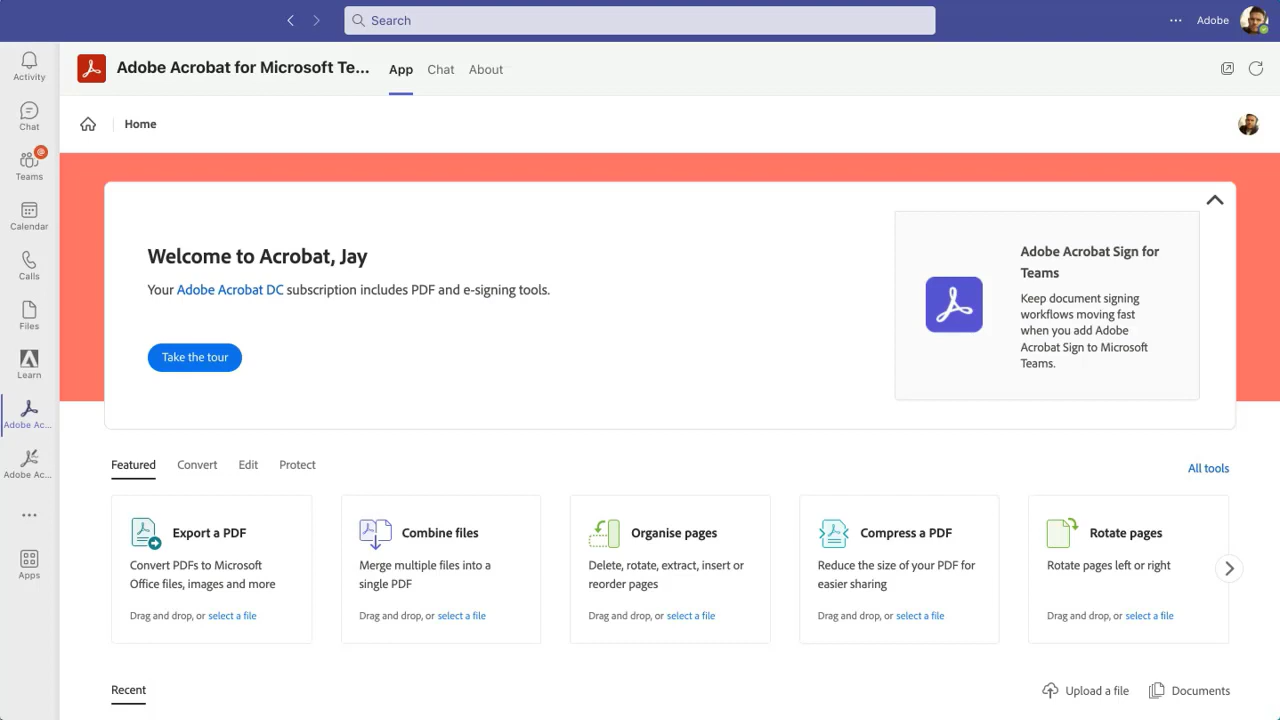 Search
Adobe
Activity
Chat
Teams
Calendar
Calls
Files
Learn
Adobe Ac...
Adobe Ac...
Apps
Adobe Acrobat for Microsoft Te...
App
Chat
About
Home
Welcome to Acrobat, Jay
Your Adobe Acrobat DC subscription includes PDF and e-signing tools.
Take the tour
Adobe Acrobat Sign for
Teams
Keep document signing
workflows moving fast
when you add Adobe
Acrobat Sign to Microsoft
Teams.
Featured
Convert
Edit
Protect
All tools
Export a PDF
Convert PDFs to Microsoft
Office files, images and more
Drag and drop, or select a file
Combine files
Merge multiple files into a
single PDF
Drag and drop, or select a file
Organise pages
Delete, rotate, extract, insert or
reorder pages
Drag and drop, or select a file
Compress a PDF
Reduce the size of your PDF for
easier sharing
Drag and drop, or select a file
Rotate pages
Rotate pages left or right
Drag and drop, or select a file
Recent
Upload a file
Documents